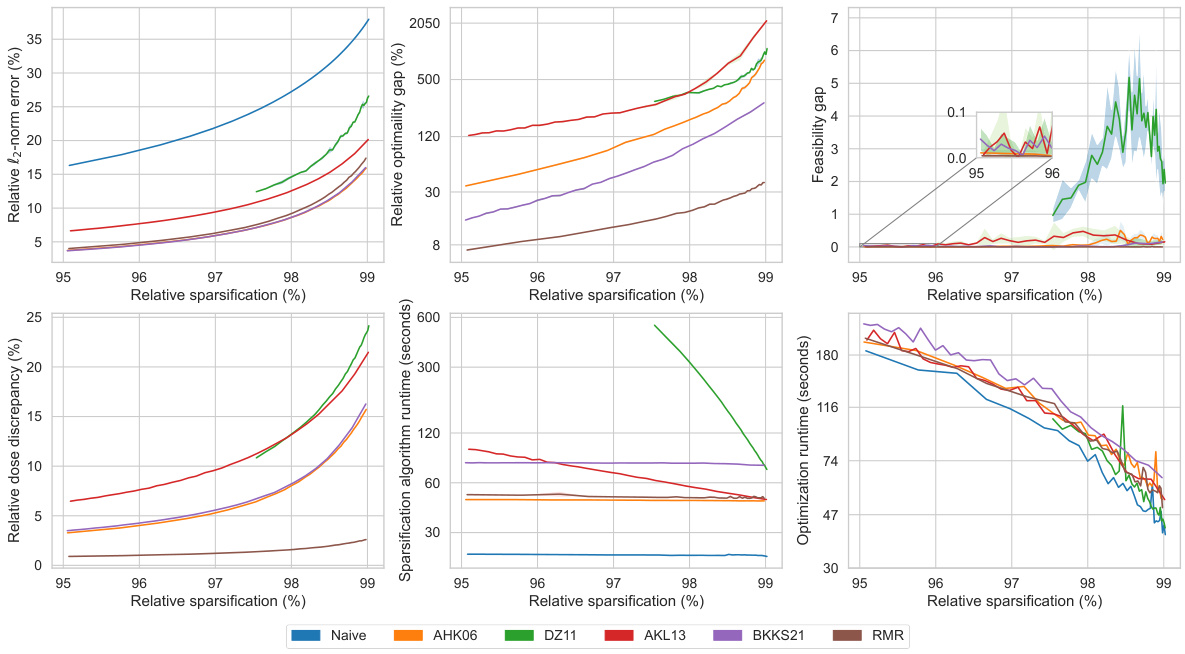 Relative ℓ2-norm error (%)
35
30
25
20
15
10
5
95 96 97 98 99
Relative sparsification (%)
Relative optimaility gap (%)
2050
500
120
30
8
95 96 97 98 99
Relative sparsification (%)
Feasibility gap
7
6
5
4
3
2
1
0
0.1
0.0
95 96
95 96 97 98 99
Relative sparsification (%)
Relative dose discrepancy (%)
25
20
15
10
5
0
95 96 97 98 99
Relative sparsification (%)
Sparsification algorithm runtime (seconds)
600
300
120
60
30
95 96 97 98 99
Relative sparsification (%)
Optimization runtime (seconds)
180
116
74
47
30
95 96 97 98 99
Relative sparsification (%)
Naive AHK06 DZ11 AKL13 BKKS21 RMR